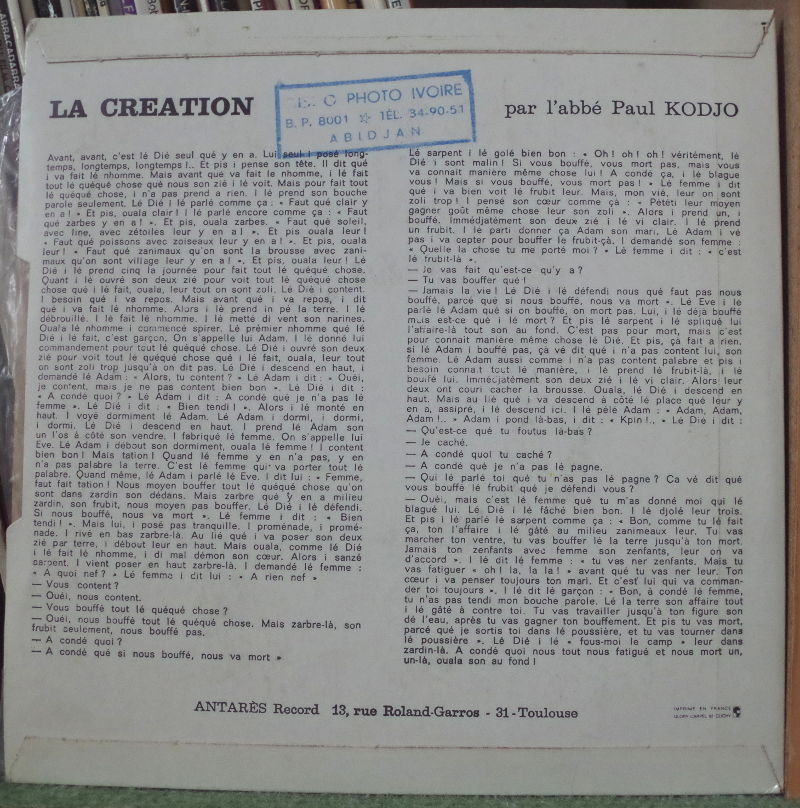 ABRACADABRA
LA CREATION
C PHOTO IVOIRE
B. P. 8001 ☆ TÉL. 34-90-51
ABIDJAN
par l'abbé Paul KODJO
Avant, avant, c'est lé Dié seul qué y en a. Lui seul i posé long-
temps, longtemps, longtemps !.. Et pis i pense son tête. Il dit qué
i va fait lé nhomme. Mais avant qué va fait le nhomme, i lé fait
tout lé quéqué chosé qué nous son zié i lé voit. Mais pour fait tout
lé quéqué chosé, i n'a pas prend a rien. I lé prend son bouche
parole seulement. Lé Dié I lé parlé comme ça : « Faut qué clair y
en a ! « Et pis, ouala clair ! I lé parlé encore comme ça : « Faut
qué zarbes y en a ! ». Et pis, ouala zarbes. « Faut qué soleil,
avec line, avec zétoiles leur y en a l ». Et pis ouala leur !
« Faut qué poissons avec zoiseaux leur y en a ! ». Et pis, ouala
leur ! « Faut qué zanimaux qu'on sont la brousse avec zani-
maux qu'on sont village leur y en a ! ». Et pis, ouala leur ! Lé
Dié i lé prend cinq la journée pour fait tout lé quéqué chosé.
Quant i lé ouvré son deux zié pour voit tout lé quéqué chosé
chosé qué i lé fait, ouala, leur tout on sont zoli. Lé Dié i content.
I besoin qué i va repos. Mais avant qué i va repos, i dit
qué i va fait lé nhomme. Alors i lé prend in pé la terre. I lé
débrouille. I lé fait lé nhomme. I lé metté di vent son narines.
Ouala lé nhomme i commencé spirer. Lé prémier nhomme qué lé
Dié i lé fait, c'est garçon. On s'appelle lui Adam. I lé donné lui
commandement pour tout lé quéqué chosé. Lé Dié i ouvré son deux
zié pour voit tout lé quéqué chosé qué i lé fait, ouala, leur tout
on sont zoli trop jusqu'à on dit pas. Lé Dié i descend en haut, i
demandé lé Adam : « Alors, tu content ? » Lé Adam i dit : « Ouéi,
je content, mais je pas content bien bon ». Lé Dié i dit :
« A condé quoi ? » Lé Adam i dit : A condé qué je n'a pas lé
femme ». Lé Dié i dit : « Bien tendi ! ». Alors i lé monté en
haut. I voyé dormiment lé Adam. Lé Adam i dormi, i dormi,
i dormi. Lé Dié i descend en haut. I prend lé Adam son
un l'os à côté son vendre. I fabriqué lé femme. On s'appelle lui
Eve. Lé Adam i débout son dormiment, ouala lé femme ! I content
bien bon ! Mais tation ! Quand lé femme y en n'a pas, y en
n'a pas palabre la terre. C'est lé femme qui va porter tout lé
palabre. Quand même, lé Adam i parlé lé Eve. I dit lui : « Femme,
faut fait tation ! Nous moyen bouffer tout lé quéqué chose qu'on
sont dans zardin son dédans. Mais zarbre qué y en a milieu
zardin, son frubit, nous moyen pas bouffer. Lé Dié i lé défendi.
Si nous bouffé, nous va mort ». Lé femme i dit : « Bien
tendi ! ». Mais lui, i posé pas tranquille. I proménade, i promé-
nade. I rivé en bas zarbre-là. Au lié qué i va poser son deux
zié par terre, i débout leur en haut. Mais ouala, comme lé Dié
i lé fait lé nhomme, i di mal démon son cœur. Alors i sanzé
sarpent. I vient poser en haut zarbre-là. I demandé lé femme :
« A quoi nef ? » Lé femme i dit lui : « A rien nef »
— Vous content ?
— Ouéi, nous content.
— Vous bouffé tout lé quéqué chose ?
— Ouéi, nous bouffé tout lé quéqué chose. Mais zarbre-là, son
frubit seulement, nous bouffé pas.
— A condé quoi ?
— A condé qué si nous bouffé, nous va mort »
Lé sarpent i lé golé bien bon : « Oh ! oh ! oh ! véritément, lé
Dié i sont malin ! Si vous bouffé, vous mort pas, mais vous
va connait manière même chose lui ! A condé ça, i lé blague
vous ! Mais si vous bouffé, vous mort pas ! » Lé femme i dit
qué i va bien voit le frubit leur. Mais, mon vié, leur on sont
zoli trop ! I pensé son cœur comme çà : « Pétèti leur moyen
gagner goût même chose leur son zoli ». Alors i prend un, i
bouffé. Immédjatément son deux zié i lé vi clair. I lé prend
un frubit. I lé parti donner ça Adam son mari. Lé Adam i vé
pas i va cepter pour bouffer le frubit-çà. I demandé son femme :
« Quelle la chose tu me porté moi ? » Lé femme i dit : « c'est
lé frubit-là ».
— Je vas fait qu'est-ce qu'y a ?
— Tu vas bouffer qué !
— Jamais la vie ! Lé Dié i lé défendi nous qué faut pas nous
bouffé, parcé qué si nous bouffé, nous va mort ». Lé Eve i lé
parlé lé Adam qué si on bouffé, on mort pas. Lui, i lé déjà bouffé
mais est-ce qué i lé mort ? Et pis lé sarpent i lé spliqué lui
l'affaire-là tout son au fond. C'est pas pour mort, mais c'est
pour connait manière même chose lé Dié. Et pis, ça fait a rien,
si lé Adam i bouffé pas, çà vé dit qué i n'a pas content lui, son
femme. Lé Adam aussi comme i n'a pas content palabre et pis i
besoin connait tout lé manière, i lé prend lé frubit-là, i lé
bouffé lui. Immédjatément son deux zié i lé vi clair. Alors leur
deux ont couri cacher la brousse. Ouala, lé Dié i descend en
haut. Mais au lié qué i va descend à côté lé place qué leur y
en a, assipré, i lé descend ici. I lé pélé Adam : « Adam, Adam,
Adam !.. » Adam i pond là-bas, i dit : « Kpin !.. » Lé Dié i dit :
— Qu'est-ce qué tu foutus là-bas ?
— Je caché.
— A condé quoi tu caché ?
— A condé qué je n'a pas lé pagne.
— Qui lé parlé toi qué tu n'as pas lé pagne ? Ca vé dit qué
vous bouffé lé frubit qué je défendi vous ?
— Ouéi, mais c'est lé femme qué tu m'as donné moi qui lé
blagué lui. Lé Dié i lé fâché bien bon. I lé djolé leur trois.
Et pis i lé parlé lé sarpent comme ça : « Bon, comme tu lé fait
ça, ton l'affaire i lé gâté au milieu zanimeaux leur. Tu vas
marcher ton ventre, tu vas bouffer lé la terre jusqu'à ton mort.
Jamais ton zenfants avec femme son zenfants, leur on va
d'accord ». I lé dit lé femme : « tu vas ner zenfants. Mais tu
vas fatiguer « oh ! la, la la ! » avant qué tu vas ner leur. Ton
cœur i va penser toujours ton mari. Et c'est lui qui va comman-
der toi toujours ». I lé dit lé garçon : « Bon, à condé lé femme,
tu n'as pas tendi mon bouche parole. Lé la terre son affaire tout
i lé gâté à contre toi. Tu vas travailler jusqu'à ton figure son
dé l'eau, après tu vas gagner ton bouffement. Et pis tu vas mort,
parcé qué je sortis toi dans lé poussière, et tu vas tourner dans
lé poussière ». Lé Dié i lé « fous-moi le camp » leur dans
zardin-là. A condé quoi nous tout nous fatigué et nous mort un,
un-là, ouala son au fond !
ANTARÈS Record 13, rue Roland-Garros - 31 - Toulouse
IMPRIMÉ EN FRANCE